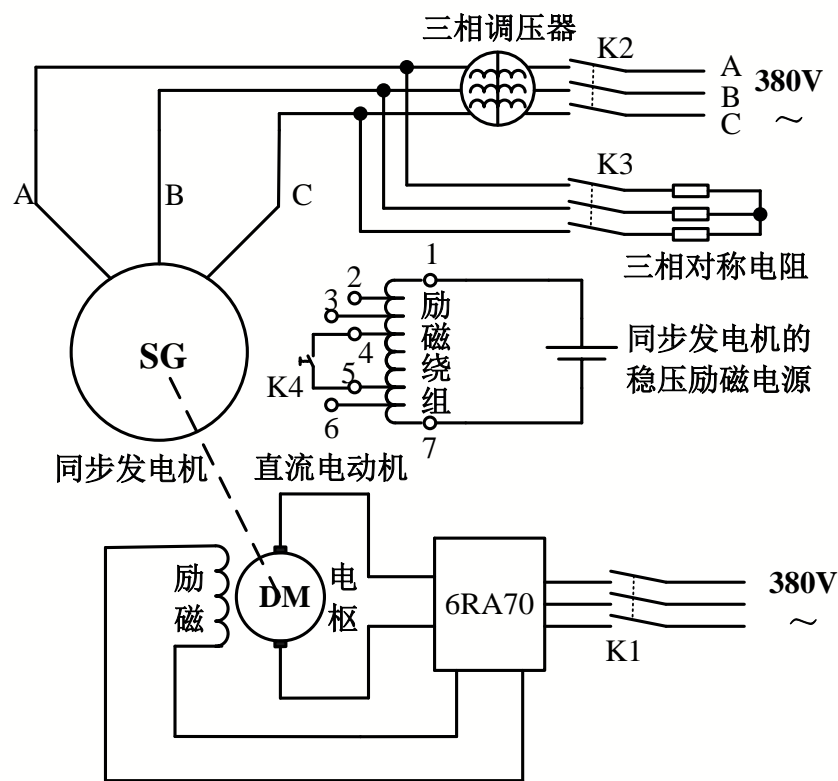 三相调压器
K2
A
B
C
380V
～
K3
三相对称电阻
A
B
C
SG
同步发电机
1
2
3
4
5
6
7
K4
励磁绕组
同步发电机的
稳压励磁电源
直流电动机
励磁
DM
电枢
6RA70
K1
380V
～